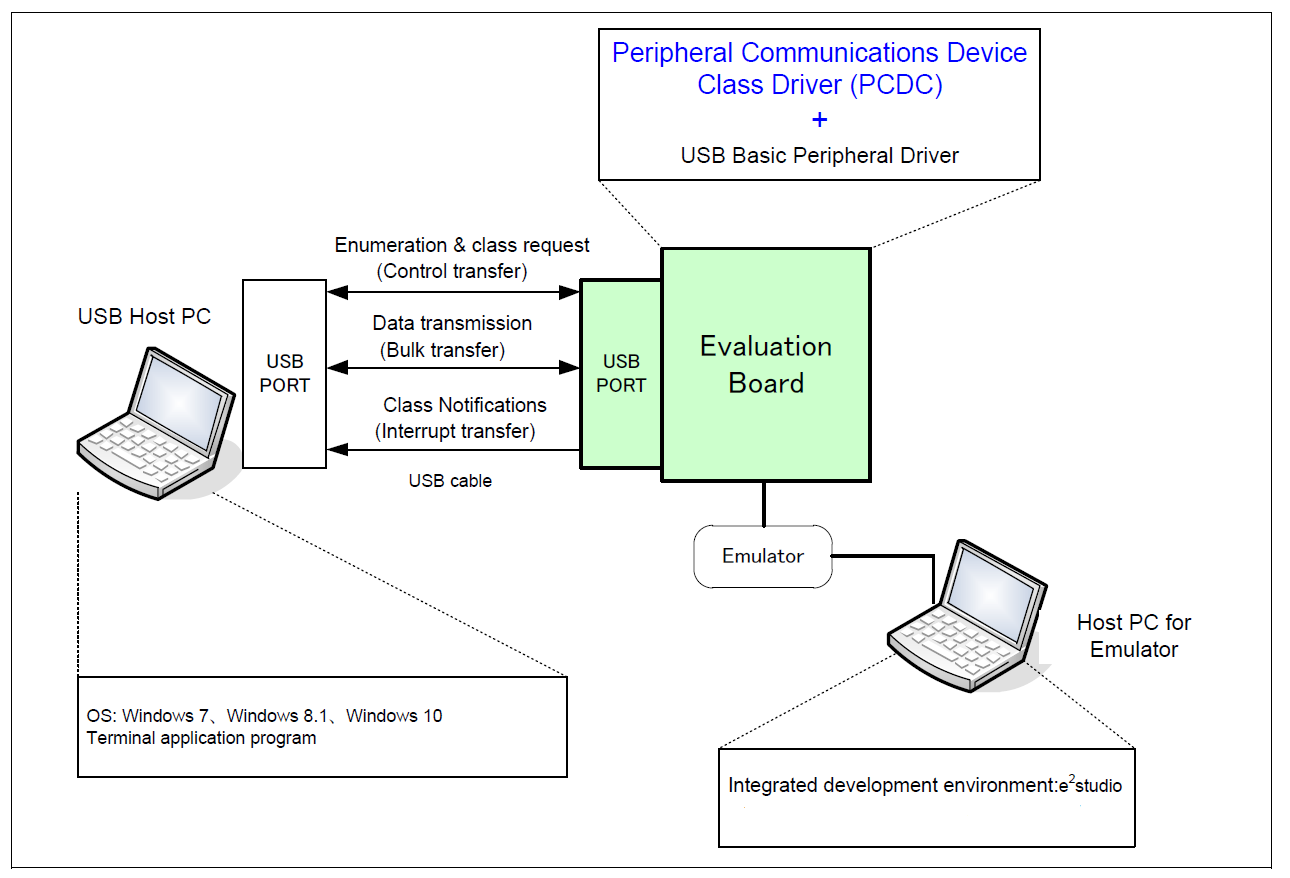 Peripheral Communications Device
Class Driver (PCDC)
+
USB Basic Peripheral Driver
Enumeration & class request
(Control transfer)
USB Host PC
Data transmission
(Bulk transfer)
USB
PORT
USB
PORT
Evaluation
Board
Class Notifications
(Interrupt transfer)
USB cable
Emulator
Host PC for
Emulator
OS: Windows 7、Windows 8.1、Windows 10
Terminal application program
Integrated development environment:e²studio